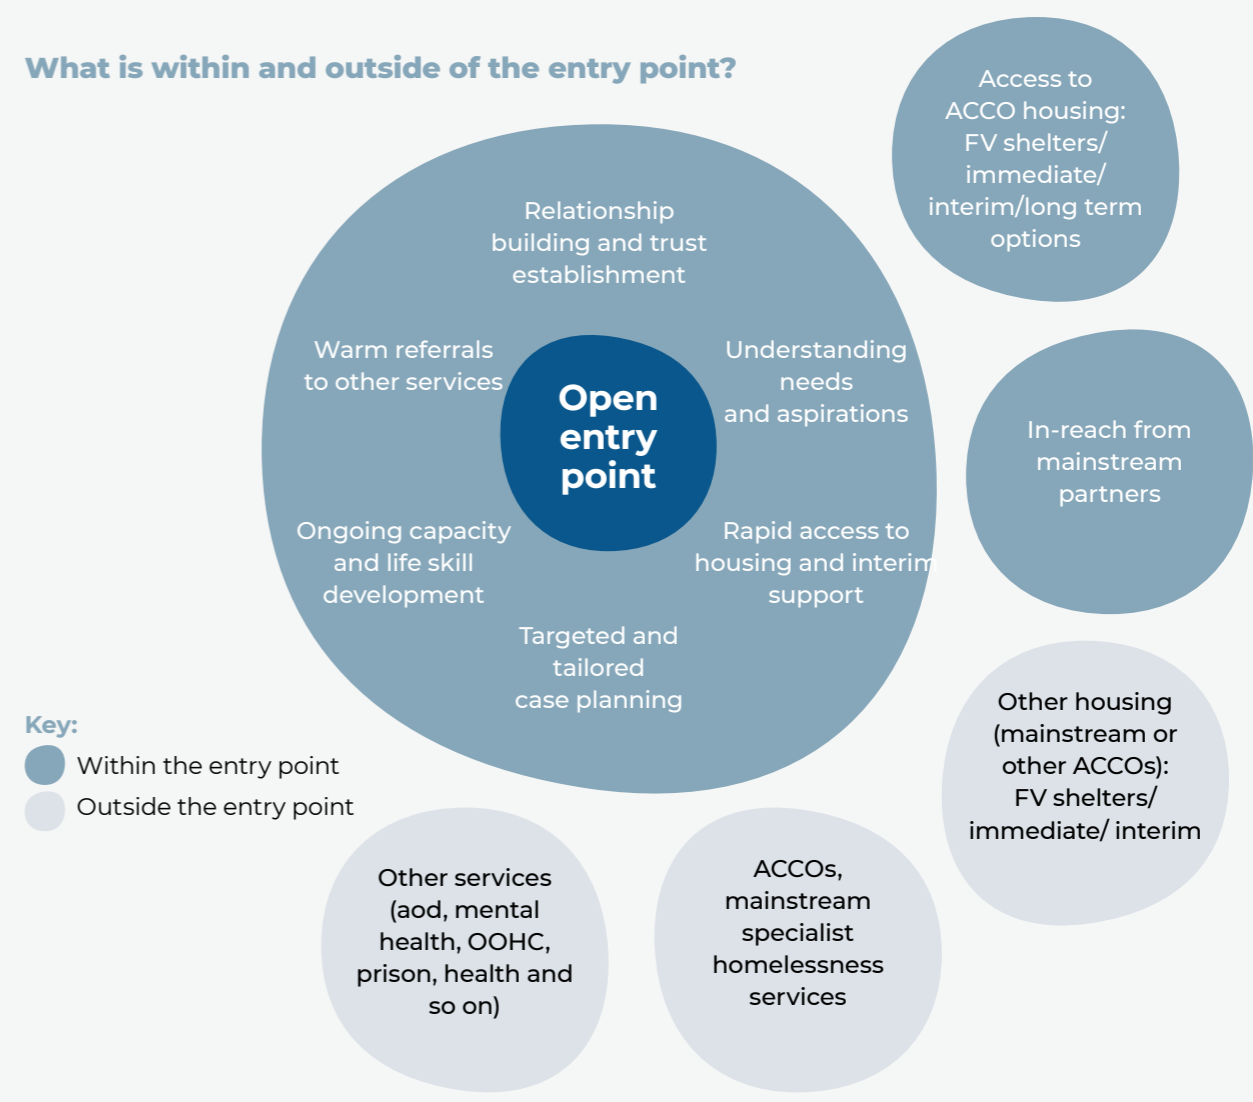 What is within and outside of the entry point?
Access to
ACCO housing:
FV shelters/
immediate/
interim/long term
options
Relationship
building and trust
establishment
Warm referrals
to other services
Open
entry
point
Understanding
needs
and aspirations
In-reach from
mainstream
partners
Ongoing capacity
and life skill
development
Rapid access to
housing and interim
support
Targeted and
tailored
case planning
Other housing
(mainstream or
other ACCOs):
FV shelters/
immediate/ interim
Key:
Within the entry point
Outside the entry point
Other services
(aod, mental
health, OOHC,
prison, health and
so on)
ACCOs,
mainstream
specialist
homelessness
services